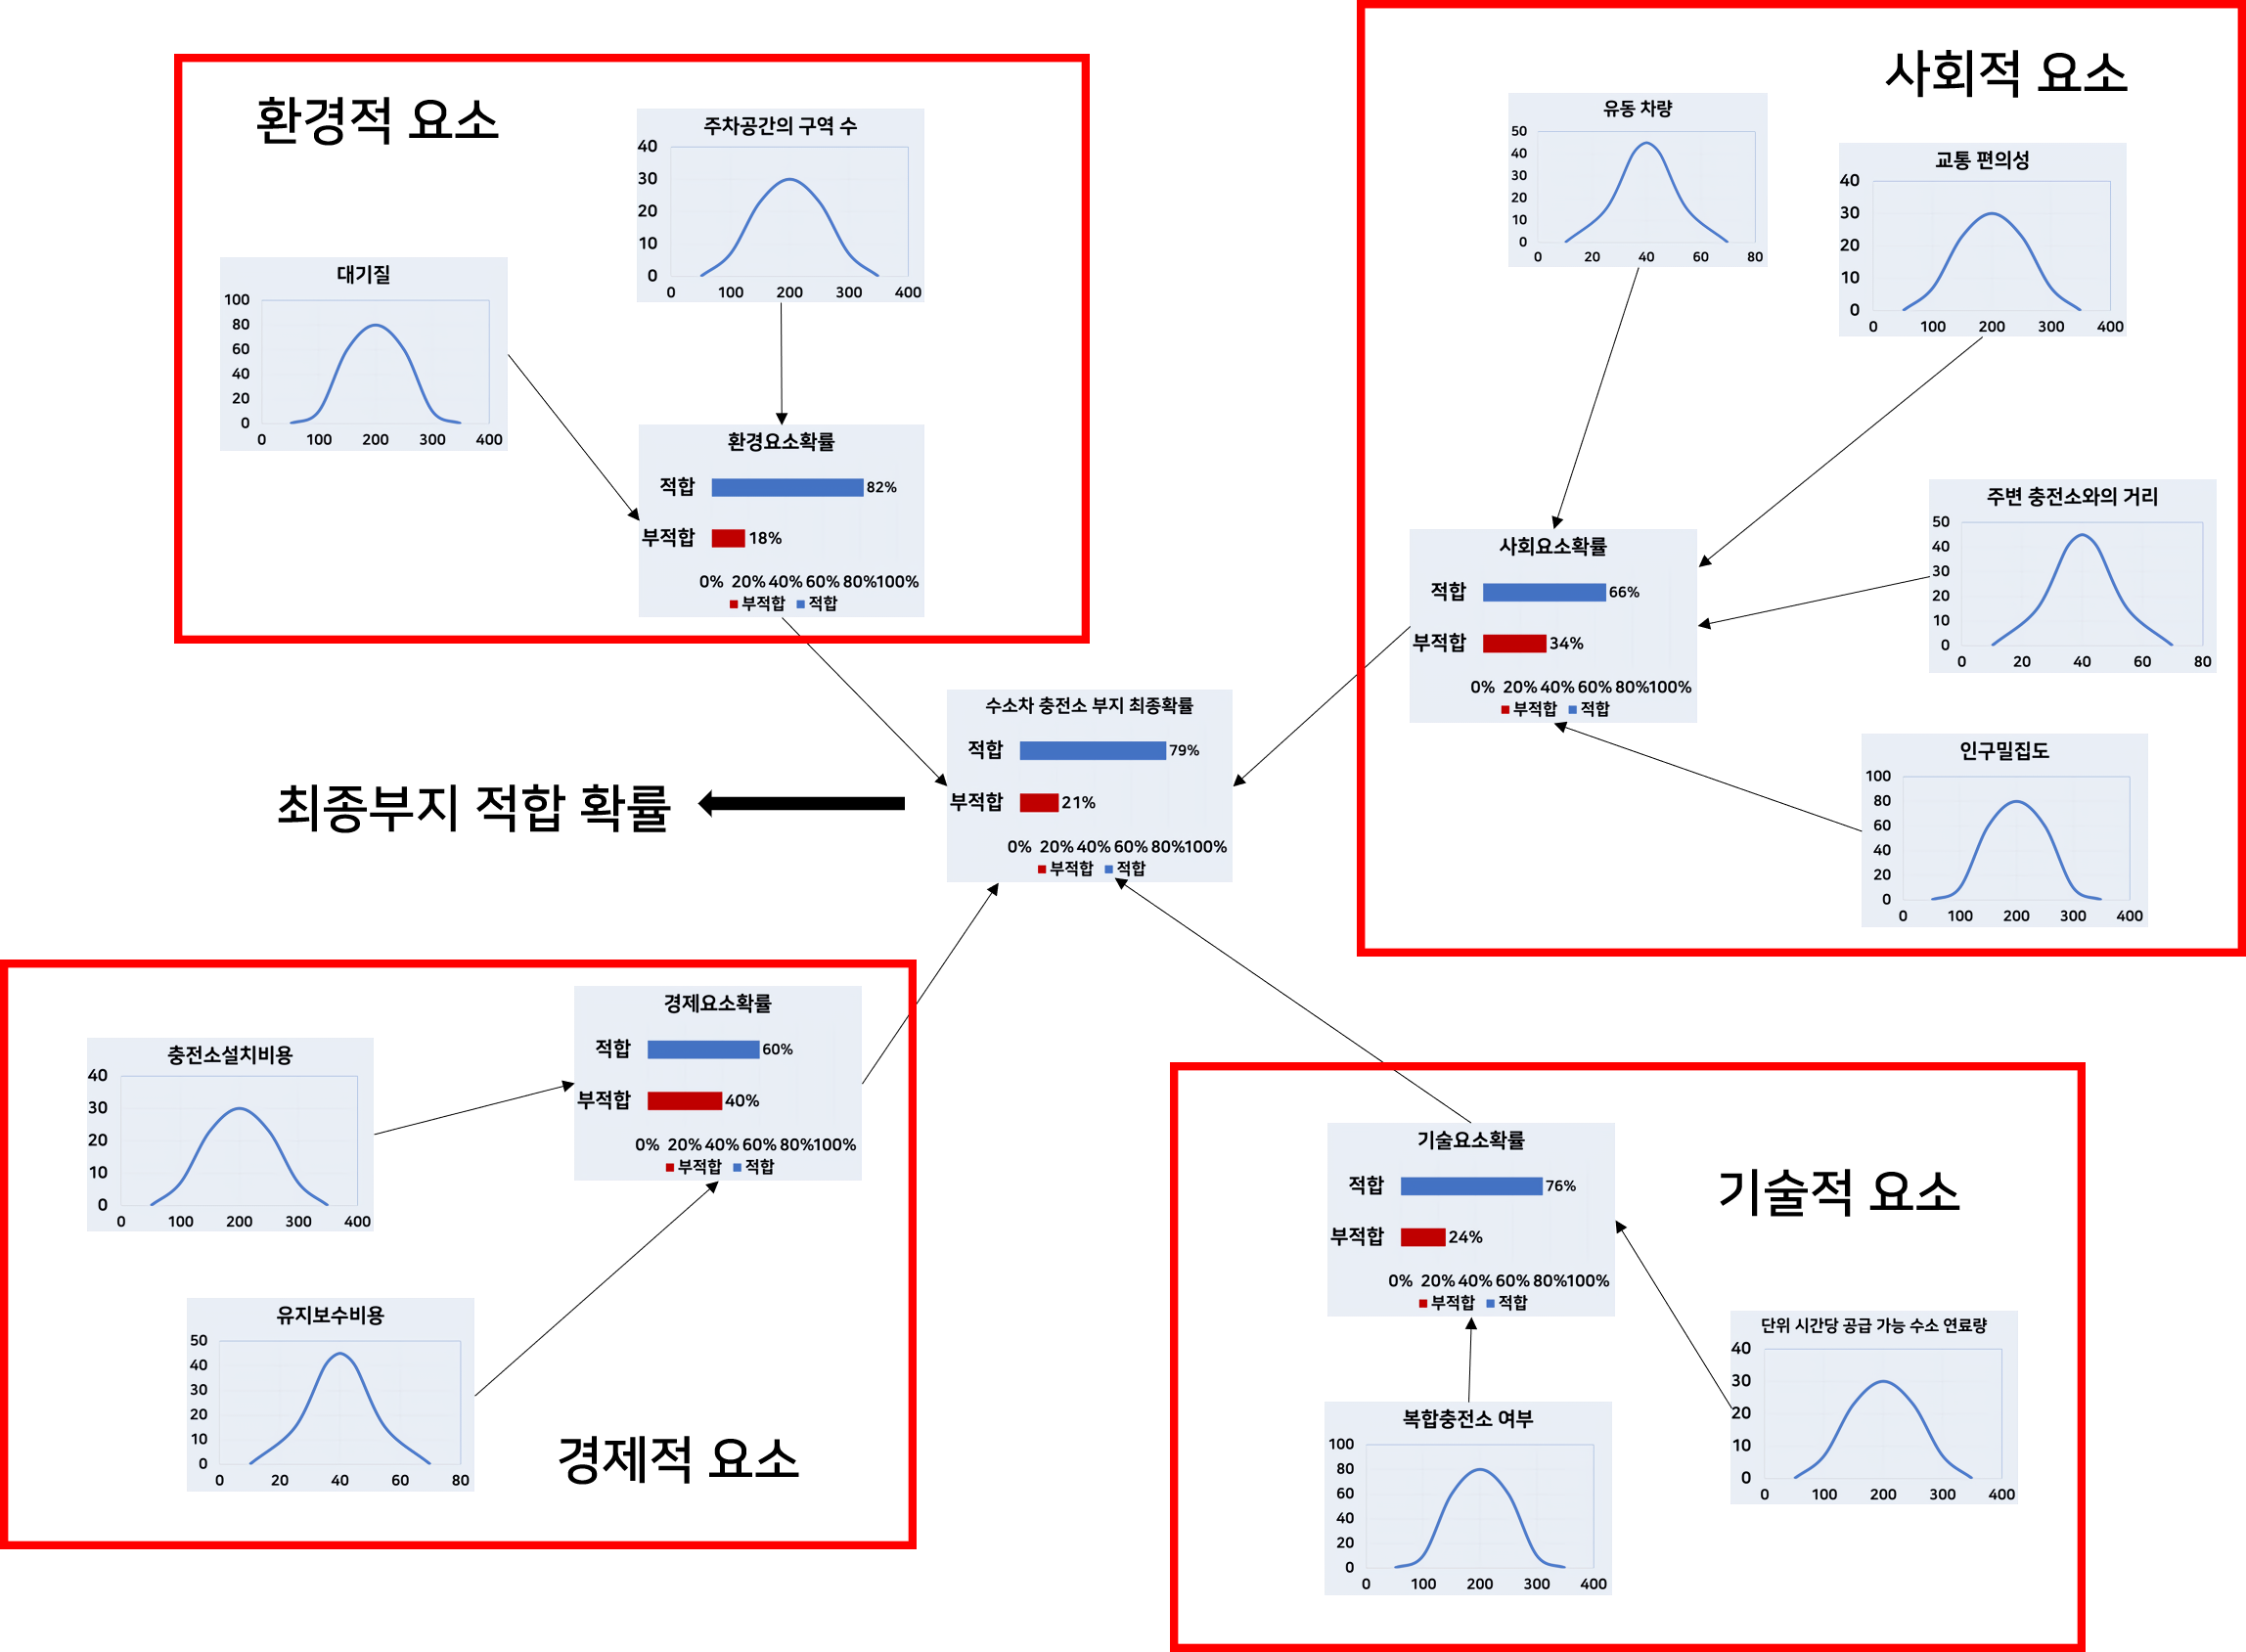 환경적 요소
주차공간의 구역 수
40
30
20
10
0
0 100 200 300 400
대기질
100
80
60
40
20
0
0 100 200 300 400
환경요소확률
적합 82%
부적합 18%
0% 20% 40% 60% 80% 100%
부적합 적합
사회적 요소
유동 차량
50
40
30
20
10
0
0 20 40 60 80
교통 편의성
40
30
20
10
0
0 100 200 300 400
주변 충전소와의 거리
50
40
30
20
10
0
0 20 40 60 80
사회요소확률
적합 66%
부적합 34%
0% 20% 40% 60% 80% 100%
부적합 적합
인구밀집도
100
80
60
40
20
0
0 100 200 300 400
수소차 충전소 부지 최종확률
적합 79%
부적합 21%
0% 20% 40% 60% 80% 100%
부적합 적합
최종부지 적합 확률
경제요소확률
적합 60%
부적합 40%
0% 20% 40% 60% 80% 100%
부적합 적합
충전소설치비용
40
30
20
10
0
0 100 200 300 400
유지보수비용
50
40
30
20
10
0
0 20 40 60 80
경제적 요소
기술요소확률
적합 76%
부적합 24%
0% 20% 40% 60% 80% 100%
부적합 적합
기술적 요소
단위 시간당 공급 가능 수소 연료량
40
30
20
10
0
0 100 200 300 400
복합충전소 여부
100
80
60
40
20
0
0 100 200 300 400